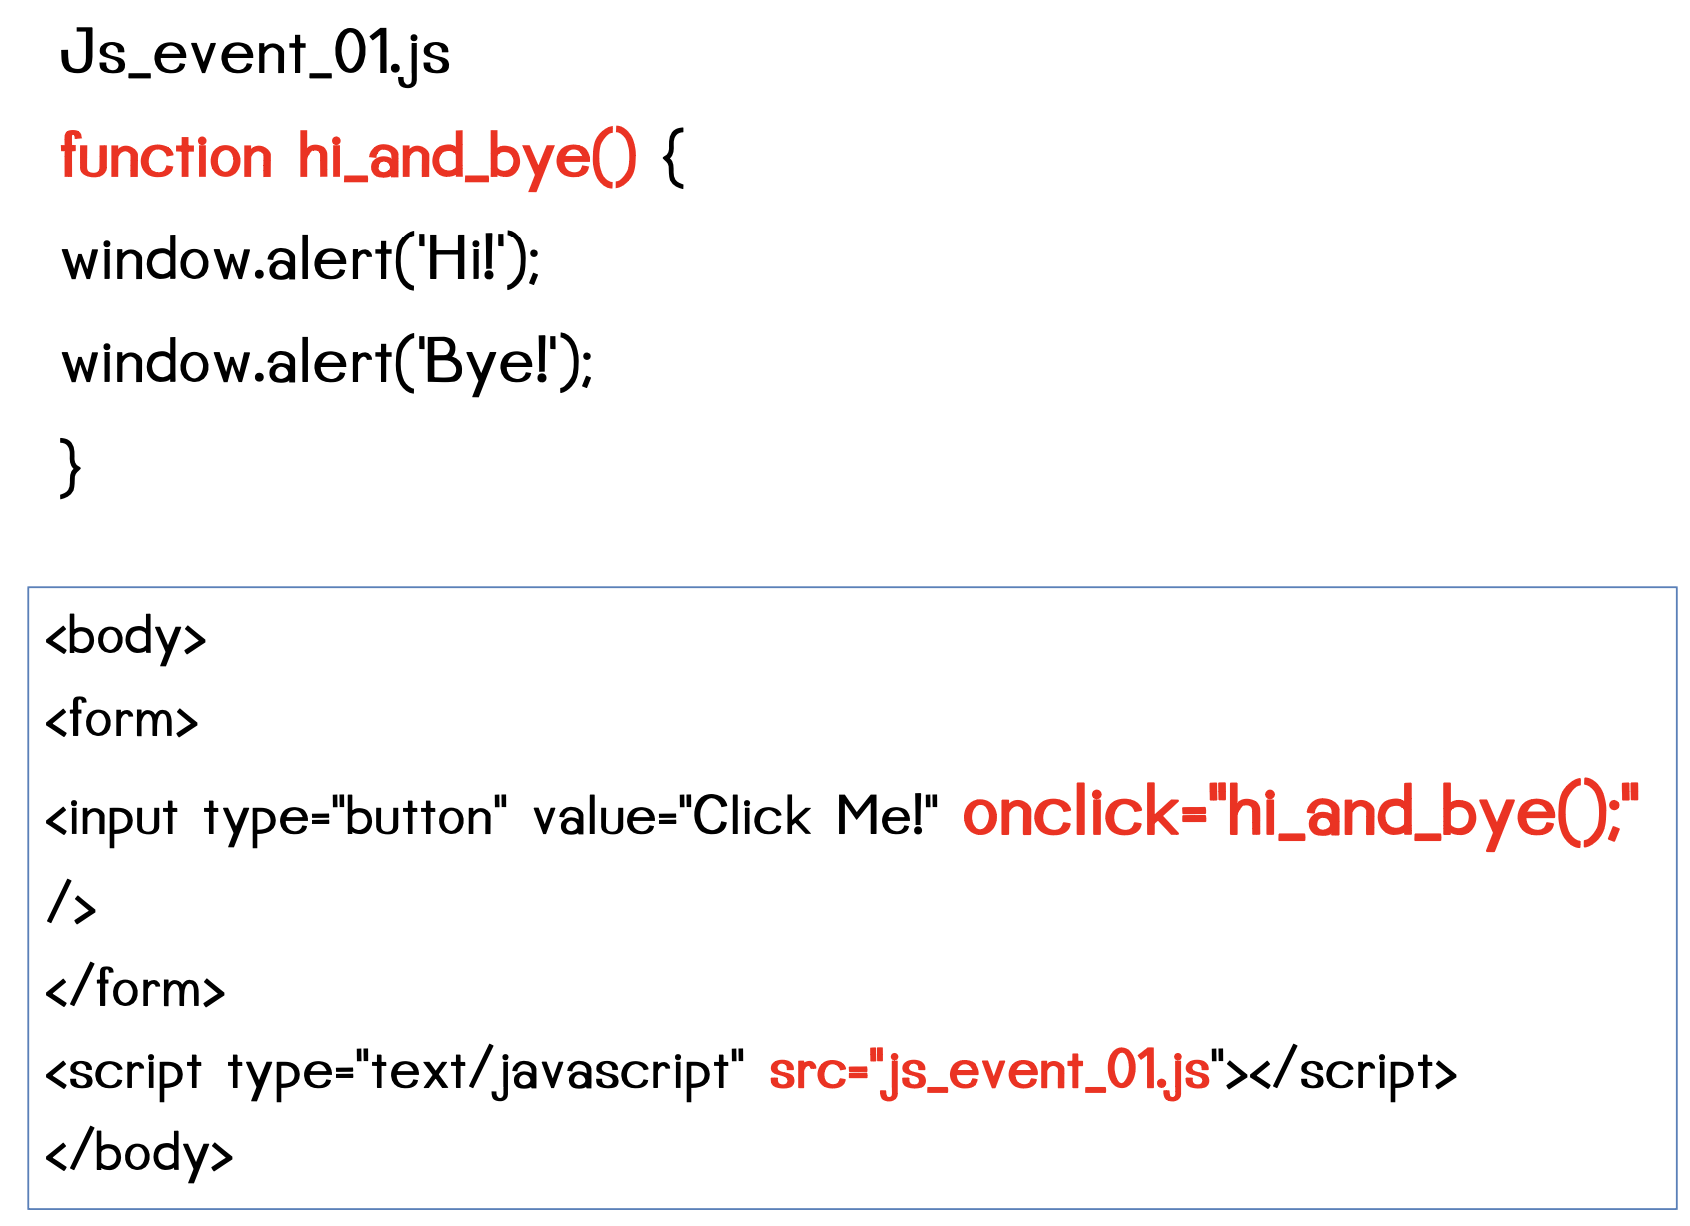 Js_event_01.js
function hi_and_bye() {
window.alert('Hi!');
window.alert('Bye!');
}
<body>
<form>
<input type="button" value="Click Me!" onclick="hi_and_bye();"
/>
</form>
<script type="text/javascript" src="js_event_01.js"></script>
</body>